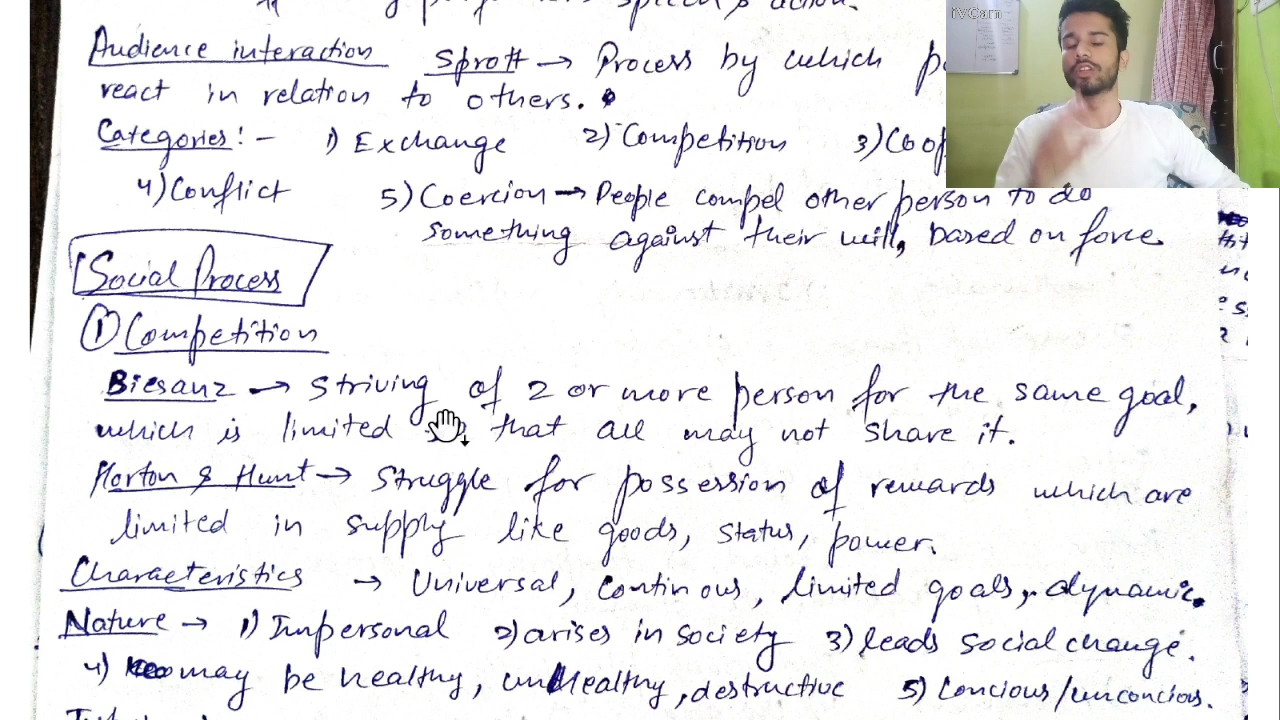 speech & action.
iVCam
Audience interaction Sprott → Process by which
react in relation to others.
Categories:- 1) Exchange 2) Competition 3)
4) Conflict 5) Coercion → People compel other person to do
something against their will, based on force.
Social Process
① Competition
Biesanz → Striving of 2 or more person for the same goal,
which is limited that all may not share it.
Horton & Hunt → Struggle for possession of rewards which are
limited in supply like goods, status, power.
Characteristics → Universal, continous, limited goals, dynamic.
Nature → 1) Impersonal 2) arises in society 3) leads social change.
4) may be healthy, unhealthy, destructive 5) Concious/unconcious.